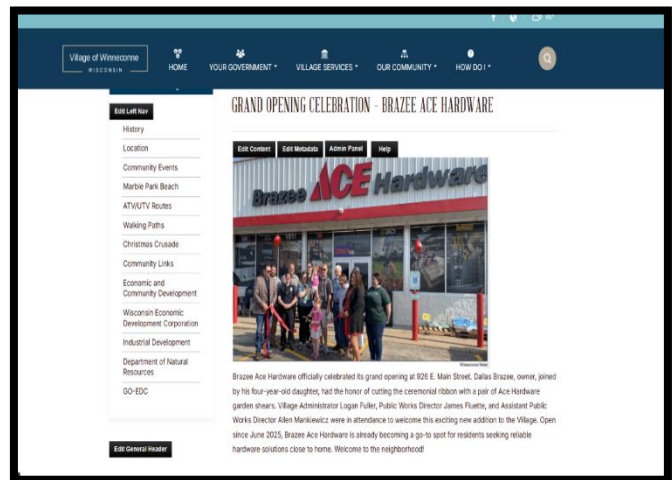 Village of Winneconne
WISCONSIN
HOME
YOUR GOVERNMENT
VILLAGE SERVICES
OUR COMMUNITY
HOW DO I
Edit Left Nav
History
Location
Community Events
Marble Park Beach
ATV/UTV Routes
Walking Paths
Christmas Crusade
Community Links
Economic and
Community Development
Wisconsin Economic
Development Corporation
Industrial Development
Department of Natural
Resources
GO-EDC
Edit General Header
GRAND OPENING CELEBRATION - BRAZEE ACE HARDWARE
Edit Content Edit Metadata Admin Panel Help
Brazee ACE Hardware
Winneconne News
Brazee Ace Hardware officially celebrated its grand opening at 926 E. Main Street. Dallas Brazee, owner, joined
by his four-year-old daughter, had the honor of cutting the ceremonial ribbon with a pair of Ace Hardware
garden shears. Village Administrator Logan Fuller, Public Works Director James Fluette, and Assistant Public
Works Director Allen Mankiewicz were in attendance to welcome this exciting new addition to the Village. Open
since June 2025, Brazee Ace Hardware is already becoming a go-to spot for residents seeking reliable
hardware solutions close to home. Welcome to the neighborhood!